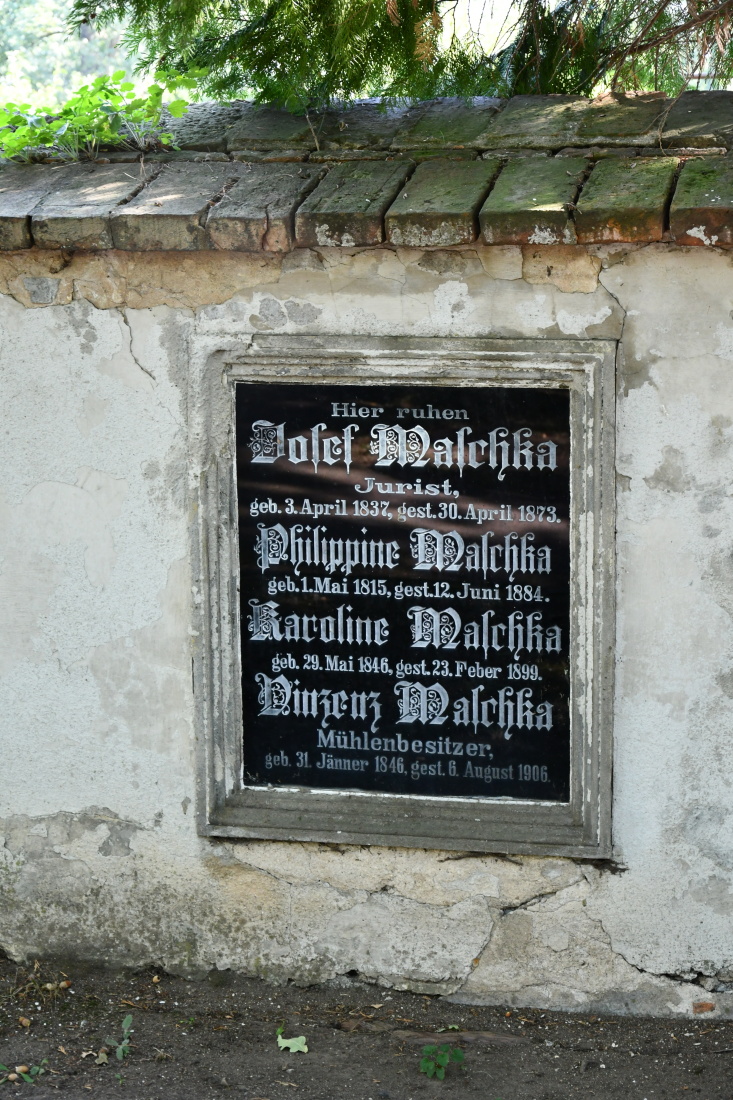 Hier ruhen
Josef Maschka
Jurist,
geb. 3. April 1837, gest. 30. April 1873.
Philippine Maschka
geb. 1. Mai 1815, gest. 12. Juni 1884.
Karoline Maschka
geb. 29. Mai 1846, gest. 23. Feber 1899.
Vinzenz Maschka
Mühlenbesitzer,
geb. 31. Jänner 1846, gest. 6. August 1906.